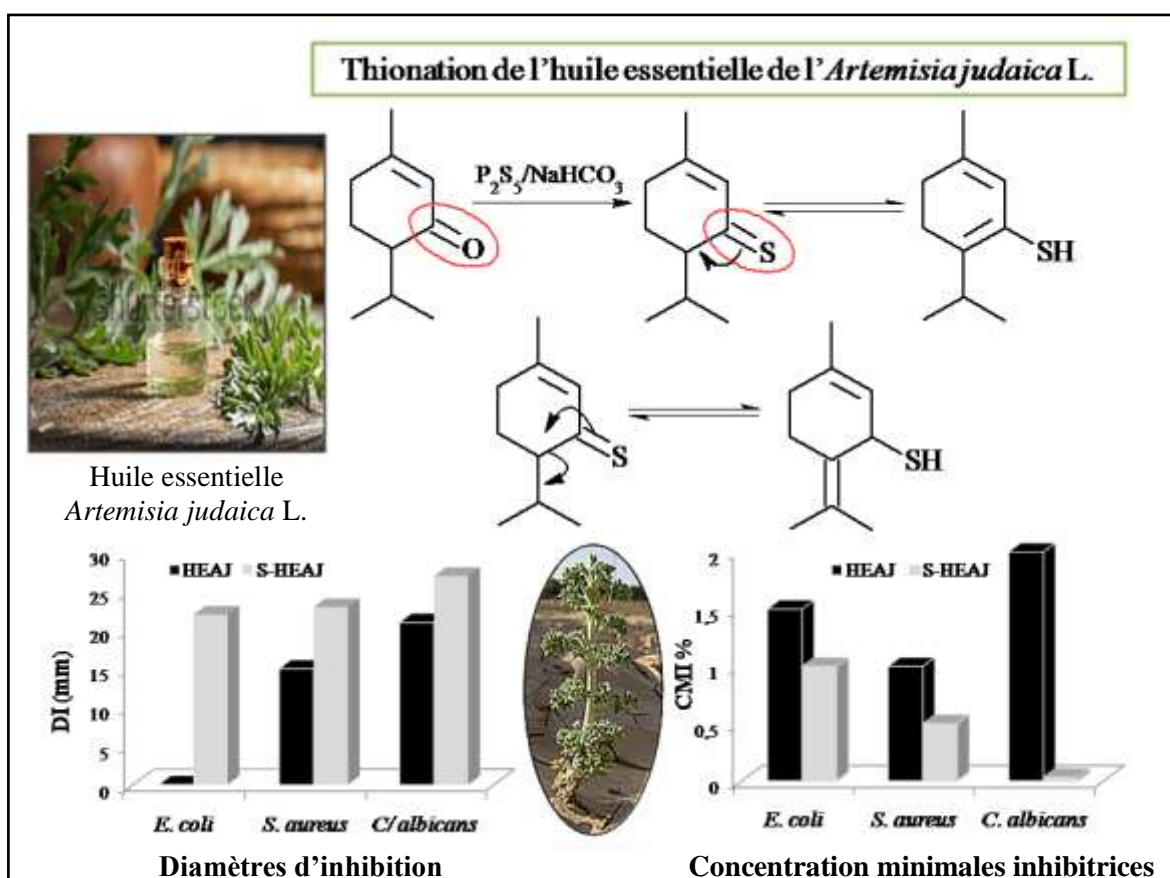 Thionation de l'huile essentielle de l'Artemisia judaica L.
P2S5/NaHCO3
O
S
SH
shutterstock
S
SH
Huile essentielle
Artemisia judaica L.
30
25
20
15
10
5
0
DI (mm)
HEAJ S-HEAJ
E. coli S. aureus C/ albicans
Diamètres d'inhibition
2
1,5
1
0,5
0
CMI %
HEAJ S-HEAJ
E. coli S. aureus C. albicans
Concentration minimales inhibitrices